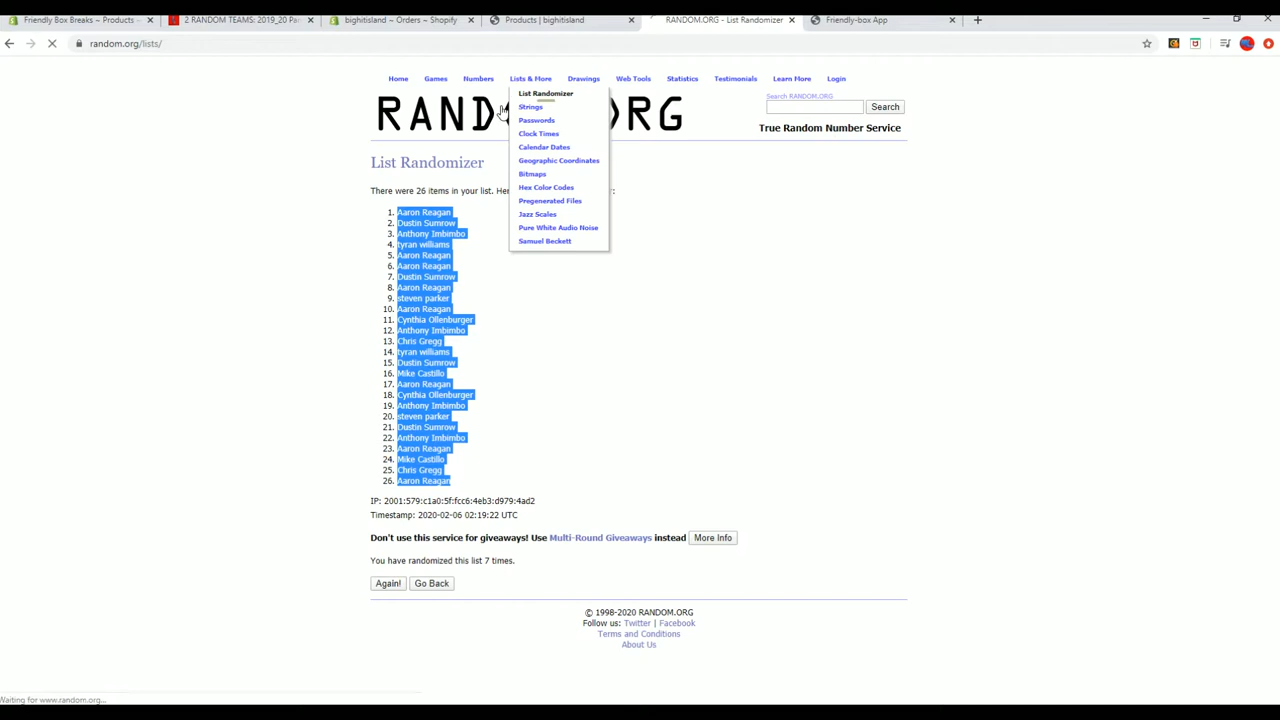 Friendly Box Breaks ~ Products ~
2 RANDOM TEAMS: 2019_20 Pa
bighitisland ~ Orders ~ Shopify
Products | bighitisland
RANDOM.ORG - List Randomizer
Friendly-box App
random.org/lists/
Home Games Numbers Lists & More Drawings Web Tools Statistics Testimonials Learn More Login
List Randomizer
Strings
Passwords
Clock Times
Calendar Dates
Geographic Coordinates
Bitmaps
Hex Color Codes
Pregenerated Files
Jazz Scales
Pure White Audio Noise
Samuel Beckett
Search RANDOM.ORG
Search
True Random Number Service
List Randomizer
There were 26 items in your list.
1. Aaron Reagan
2. Dustin Sumrow
3. Anthony Imbimbo
4. tyran williams
5. Aaron Reagan
6. Aaron Reagan
7. Dustin Sumrow
8. Aaron Reagan
9. steven parker
10. Aaron Reagan
11. Cynthia Ollenburger
12. Anthony Imbimbo
13. Chris Gregg
14. tyran williams
15. Dustin Sumrow
16. Mike Castillo
17. Aaron Reagan
18. Cynthia Ollenburger
19. Anthony Imbimbo
20. steven parker
21. Dustin Sumrow
22. Anthony Imbimbo
23. Aaron Reagan
24. Mike Castillo
25. Chris Gregg
26. Aaron Reagan
IP: 2001:579:c1a0:5f:fcc6:4eb3:d979:4ad2
Timestamp: 2020-02-06 02:19:22 UTC
Don't use this service for giveaways! Use Multi-Round Giveaways instead More Info
You have randomized this list 7 times.
Again! Go Back
© 1998-2020 RANDOM.ORG
Follow us: Twitter | Facebook
Terms and Conditions
About Us
Waiting for www.random.org...